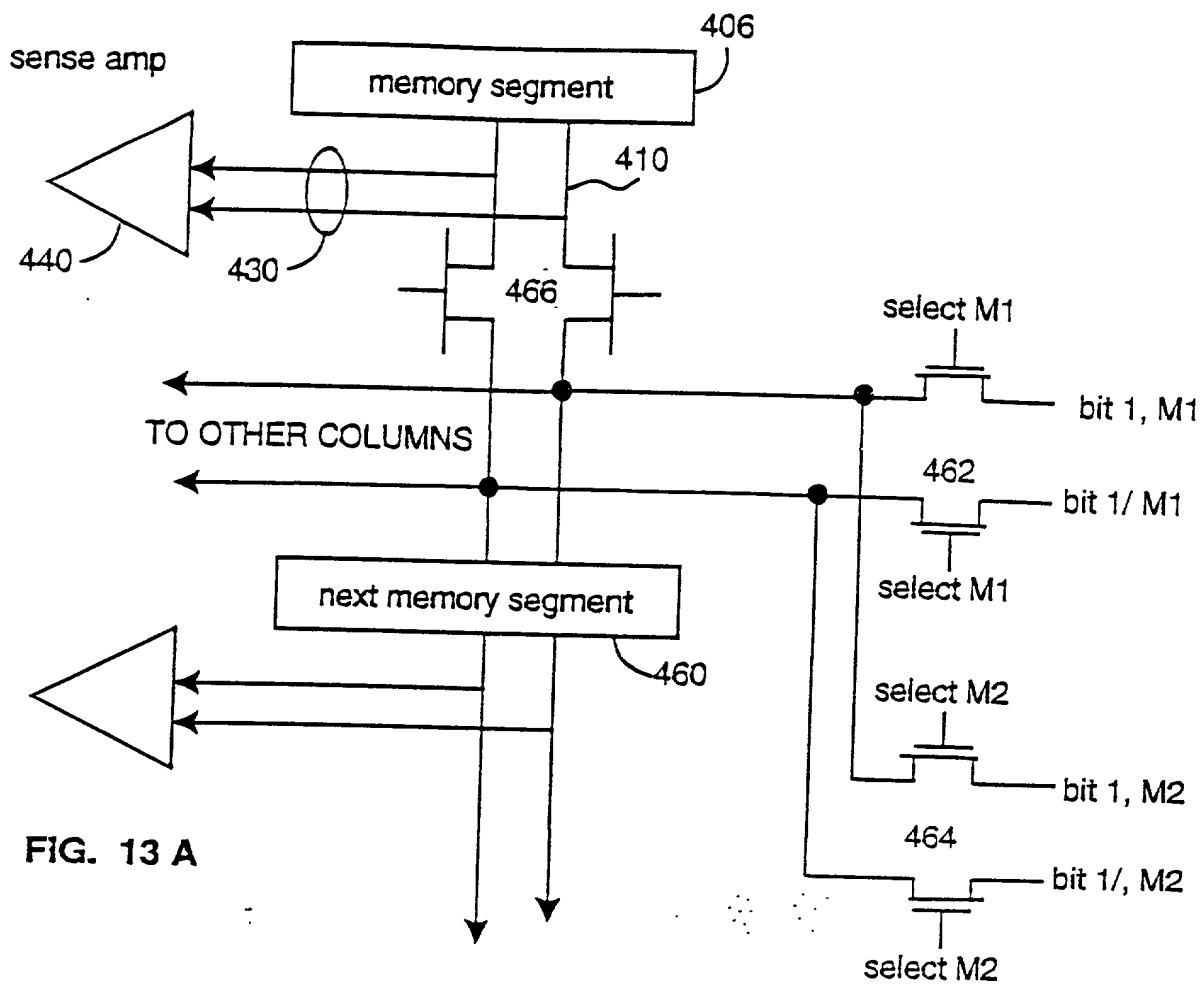 406
sense amp
memory segment
410
440
430
466
select M1
bit 1, M1
TO OTHER COLUMNS
462
bit 1/ M1
select M1
next memory segment
460
select M2
bit 1, M2
FIG. 13 A
464
bit 1/, M2
select M2